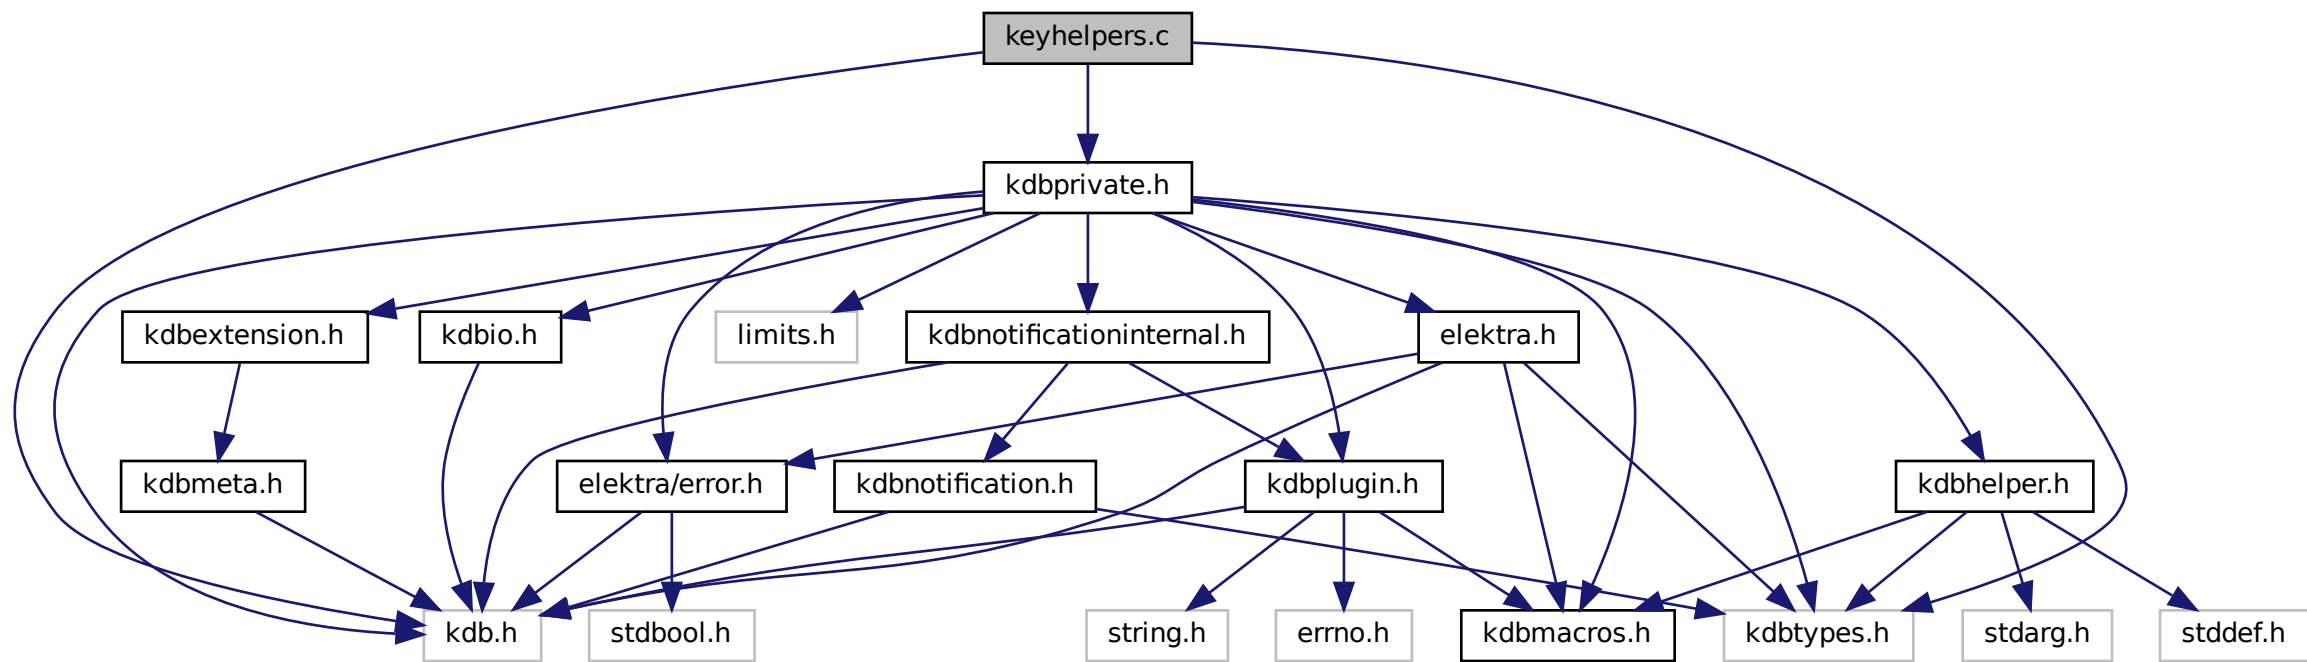 keyhelpers.c
kdbprivate.h
kdbextension.h
kdbio.h
limits.h
kdbnotificationinternal.h
elektra.h
kdbmeta.h
elektra/error.h
kdbnotification.h
kdbplugin.h
kdbhelper.h
kdb.h
stdbool.h
string.h
errno.h
kdbmacros.h
kdbtypes.h
stdarg.h
stddef.h